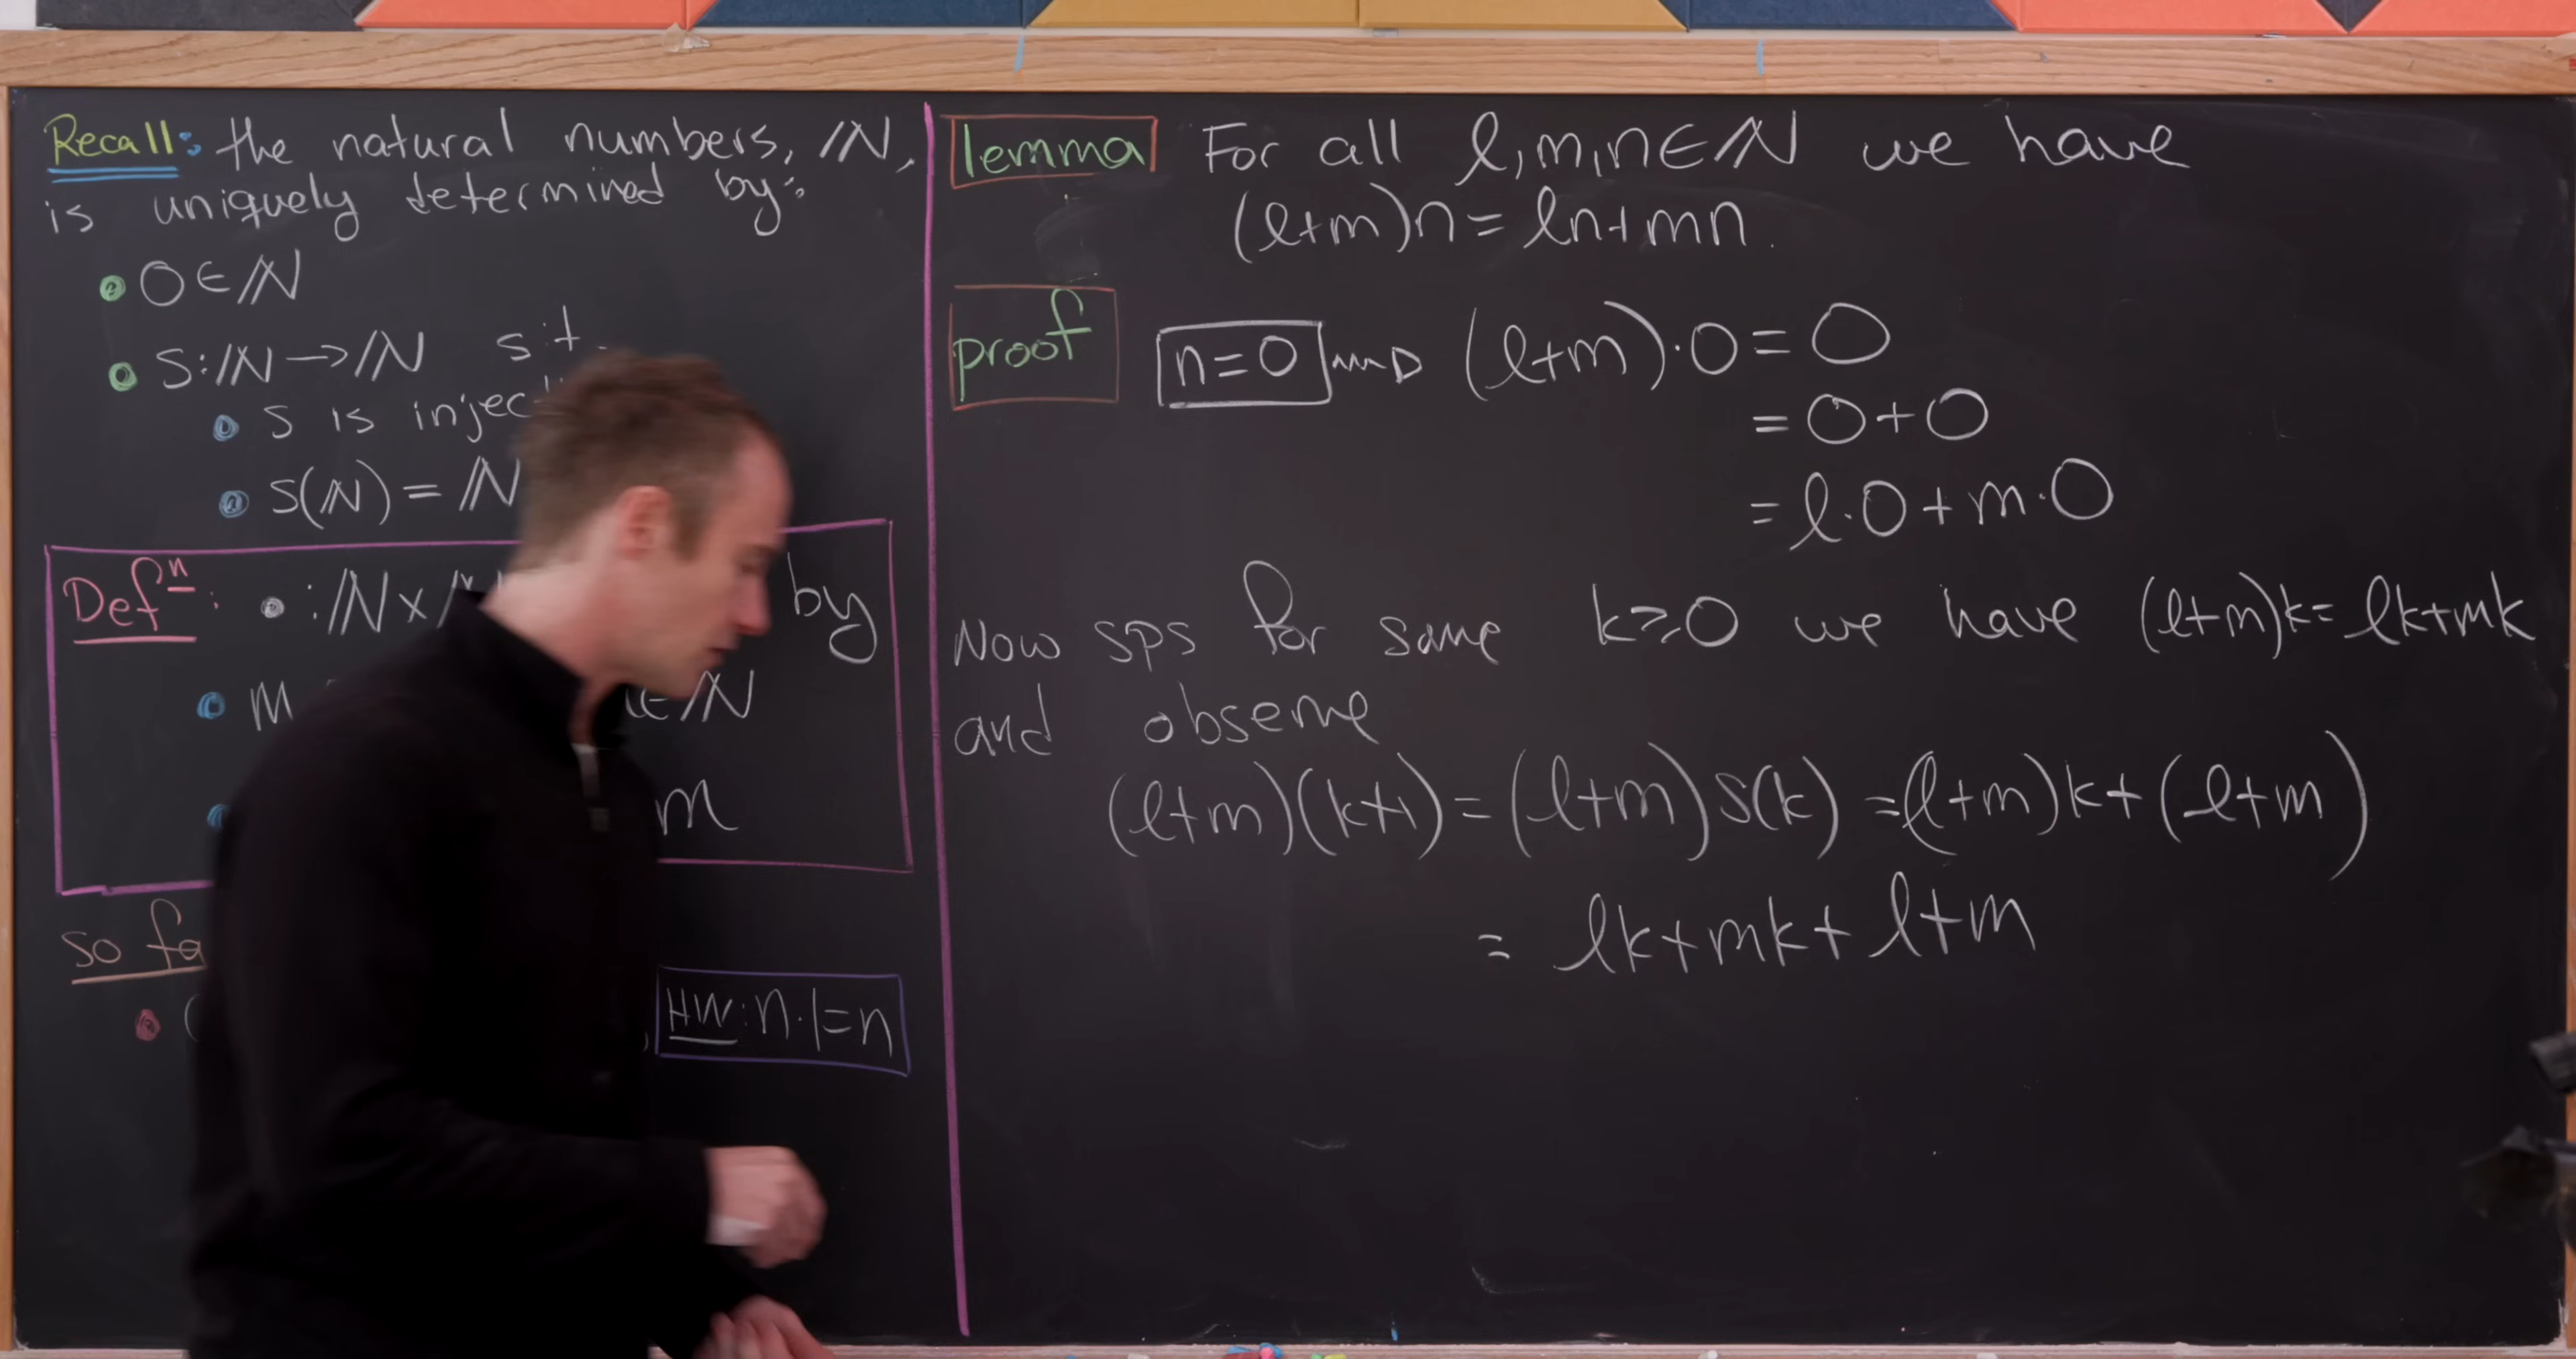 Recall: the natural numbers, ℕ,
is uniquely determined by:
• 0∈ℕ
• S:ℕ→ℕ s.t.
• S is
• S(ℕ) = ℕ
Defⁿ: • :ℕ× by
• m ∈ℕ
• m
so
HW: n·1=n
lemma For all ℓ,m,n∈ℕ we have
(ℓ+m)n = ℓn+mn.
proof n=0 ⇝ (ℓ+m)·0 = 0
= 0+0
= ℓ·0+m·0
Now sps for some k⩾0 we have (ℓ+m)k = ℓk+mk
and observe
(ℓ+m)(k+1) = (ℓ+m)S(k) = (ℓ+m)k+(ℓ+m)
= ℓk+mk+ℓ+m